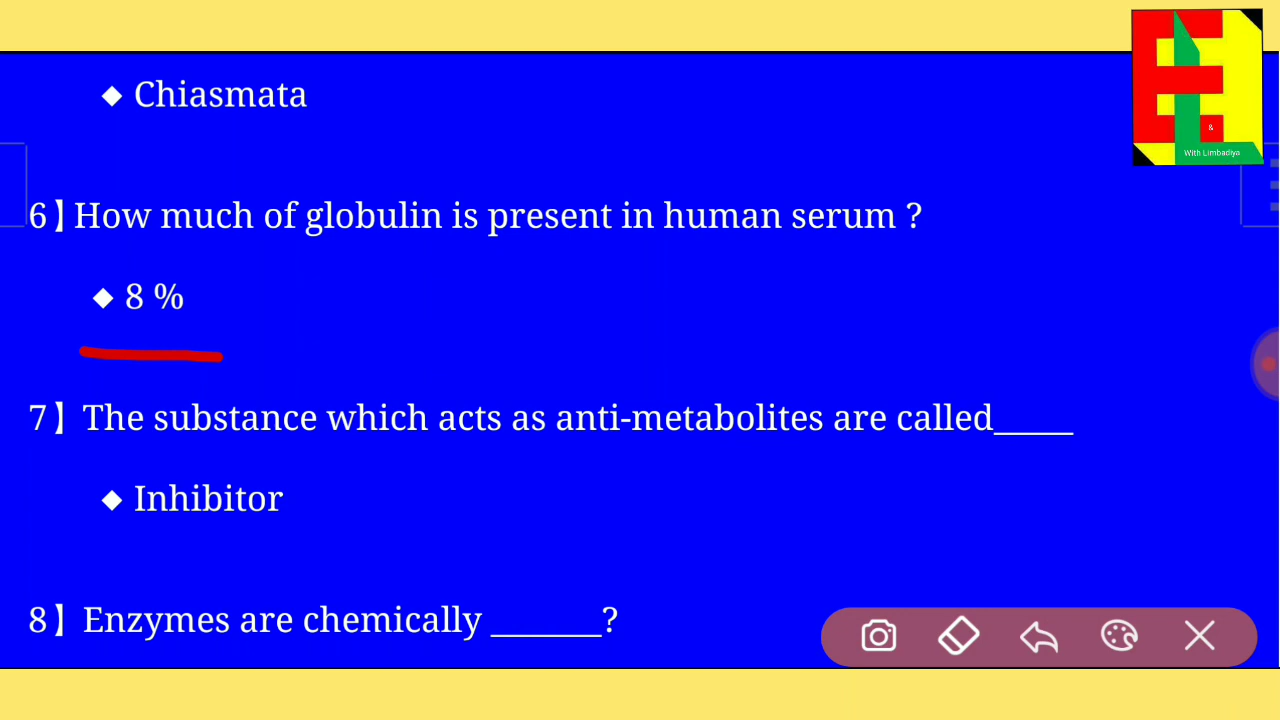 ◆ Chiasmata
6】How much of globulin is present in human serum ?
◆ 8 %
7】 The substance which acts as anti-metabolites are called_____
◆ Inhibitor
8】 Enzymes are chemically _______?
&
With Limbadiya